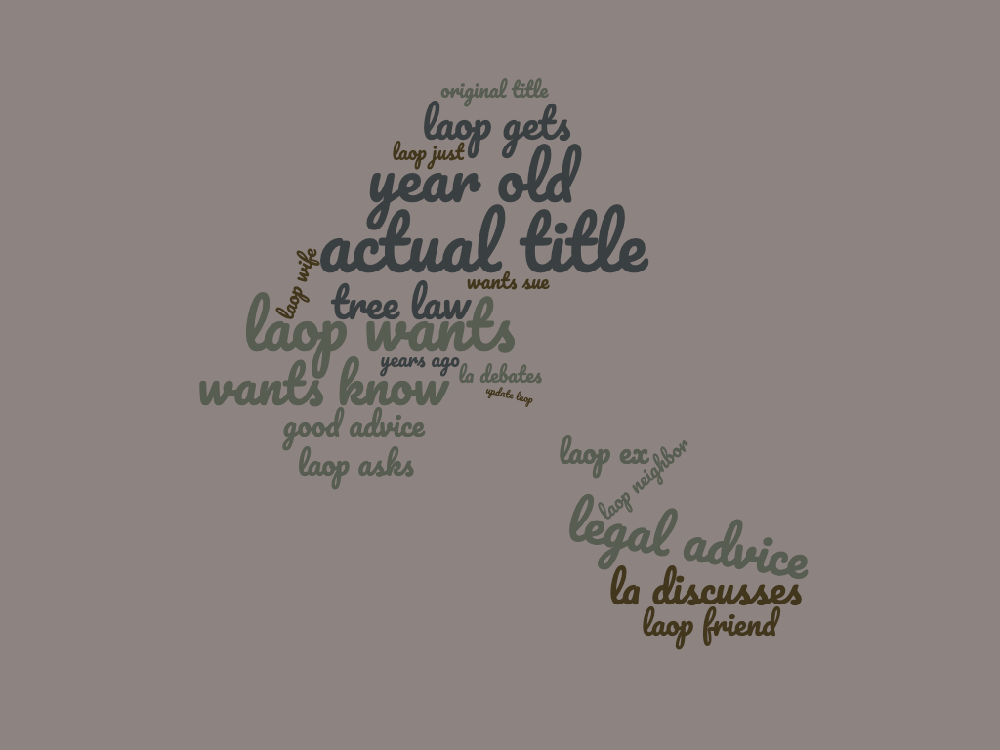 original title
laop gets
laop just
year old
actual title
laop wife
wants sue
tree law
laop wants
years ago
la debates
wants know
update laop
good advice
laop asks
laop ex
laop neighbor
legal advice
la discusses
laop friend